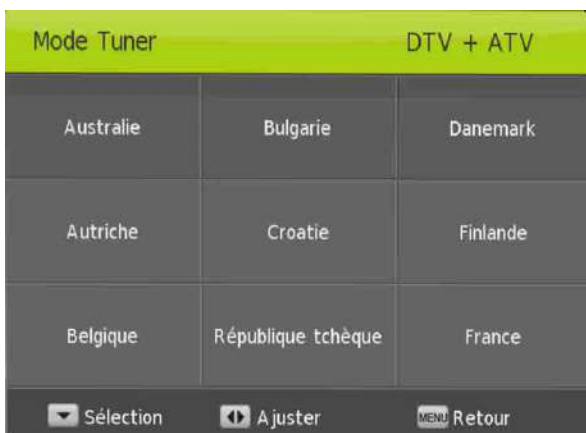 Mode Tuner DTV + ATV
Australie Bulgarie Danemark
Autriche Croatie Finlande
Belgique République tchèque France
Sélection Ajuster MENU Retour